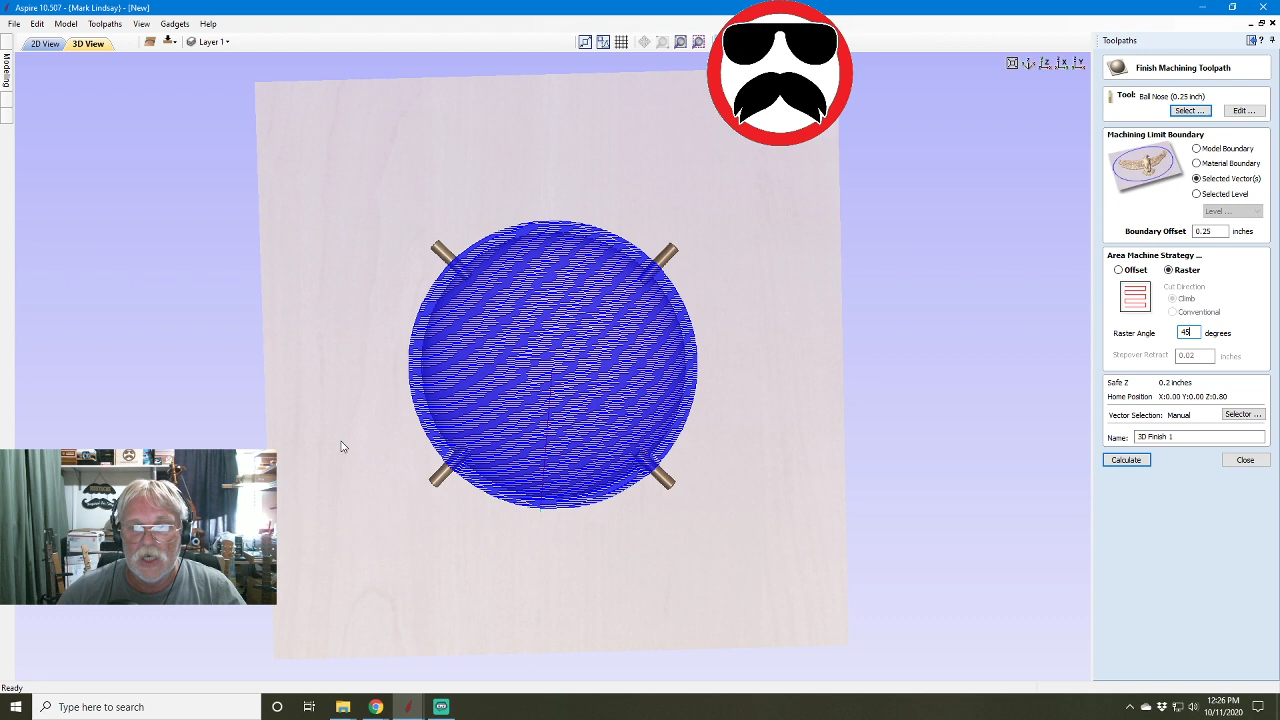 Aspire 10.507 - {Mark Lindsay} - [New]
File Edit Model Toolpaths View Gadgets Help
2D View 3D View Layer 1
Modeling
Toolpaths
Finish Machining Toolpath
Tool: Ball Nose (0.25 inch)
Select ... Edit ...
Machining Limit Boundary
Model Boundary
Material Boundary
Selected Vector(s)
Selected Level
Level ...
Boundary Offset 0.25 inches
Area Machine Strategy ...
Offset Raster
Cut Direction
Climb
Conventional
Raster Angle 45 degrees
Stepover Retract 0.02 inches
Safe Z 0.2 inches
Home Position X:0.00 Y:0.00 Z:0.80
Vector Selection: Manual Selector ...
Name: 3D Finish 1
Calculate Close
Ready
Type here to search
12:26 PM
10/11/2020